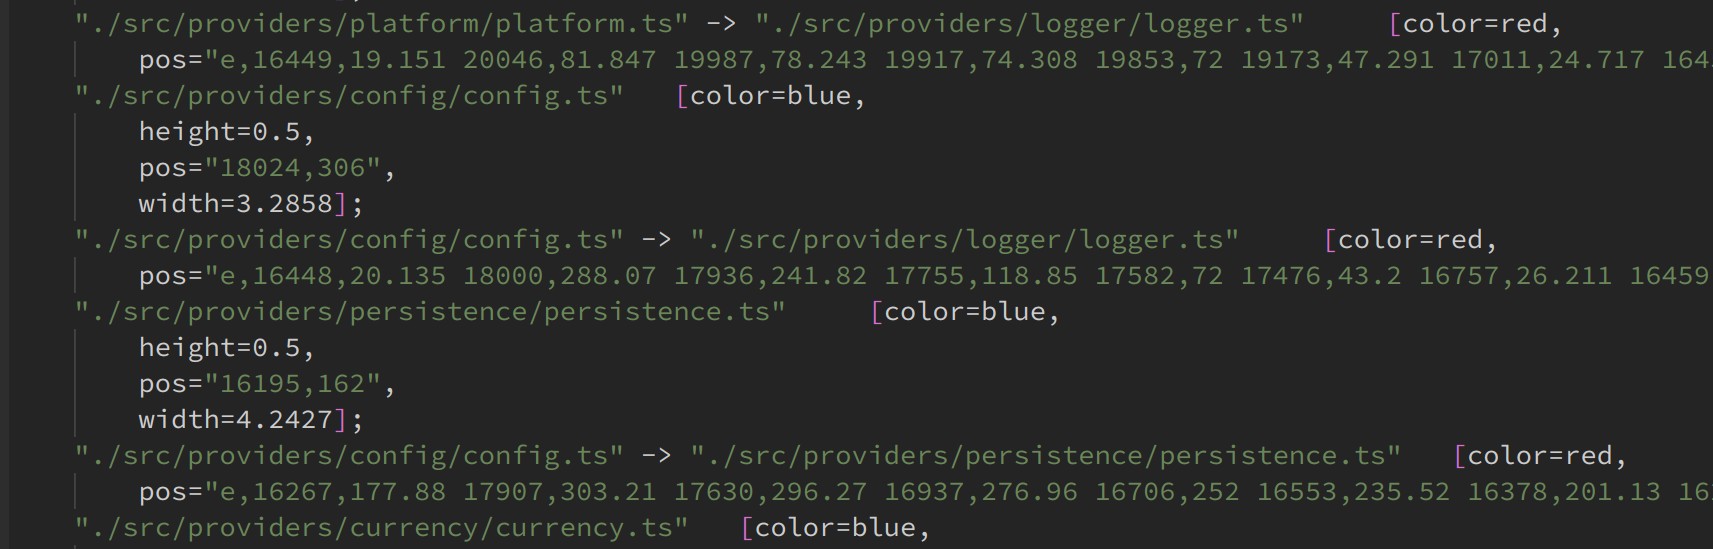 "./src/providers/platform/platform.ts" -> "./src/providers/logger/logger.ts" [color=red,
pos="e,16449,19.151 20046,81.847 19987,78.243 19917,74.308 19853,72 19173,47.291 17011,24.717 164
"./src/providers/config/config.ts" [color=blue,
height=0.5,
pos="18024,306",
width=3.2858];
"./src/providers/config/config.ts" -> "./src/providers/logger/logger.ts" [color=red,
pos="e,16448,20.135 18000,288.07 17936,241.82 17755,118.85 17582,72 17476,43.2 16757,26.211 16459
"./src/providers/persistence/persistence.ts" [color=blue,
height=0.5,
pos="16195,162",
width=4.2427];
"./src/providers/config/config.ts" -> "./src/providers/persistence/persistence.ts" [color=red,
pos="e,16267,177.88 17907,303.21 17630,296.27 16937,276.96 16706,252 16553,235.52 16378,201.13 16
"./src/providers/currency/currency.ts" [color=blue,